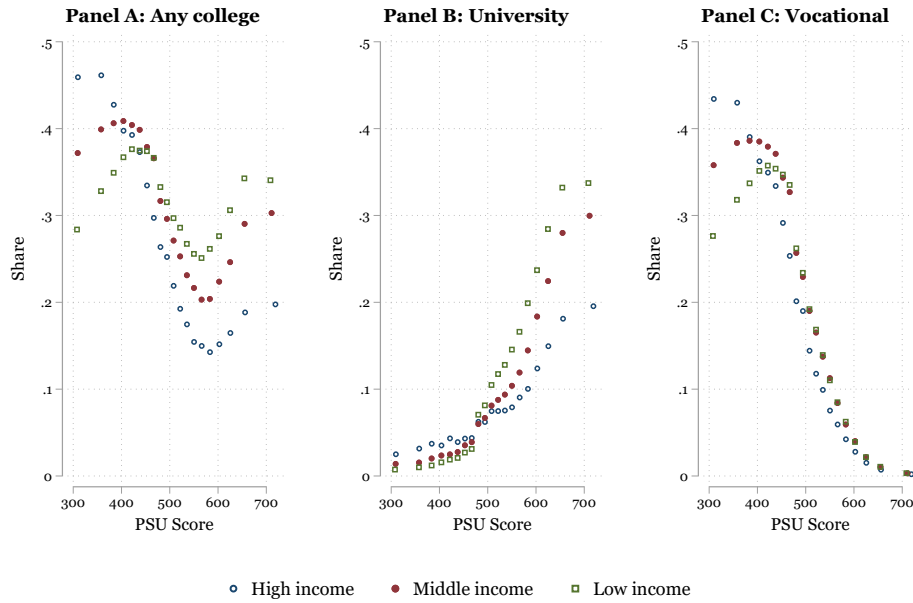 Panel A: Any college
Panel B: University
Panel C: Vocational
.5
.4
.3
.2
.1
0
Share
300 400 500 600 700
PSU Score
.5
.4
.3
.2
.1
0
Share
300 400 500 600 700
PSU Score
.5
.4
.3
.2
.1
0
Share
300 400 500 600 700
PSU Score
High income Middle income Low income